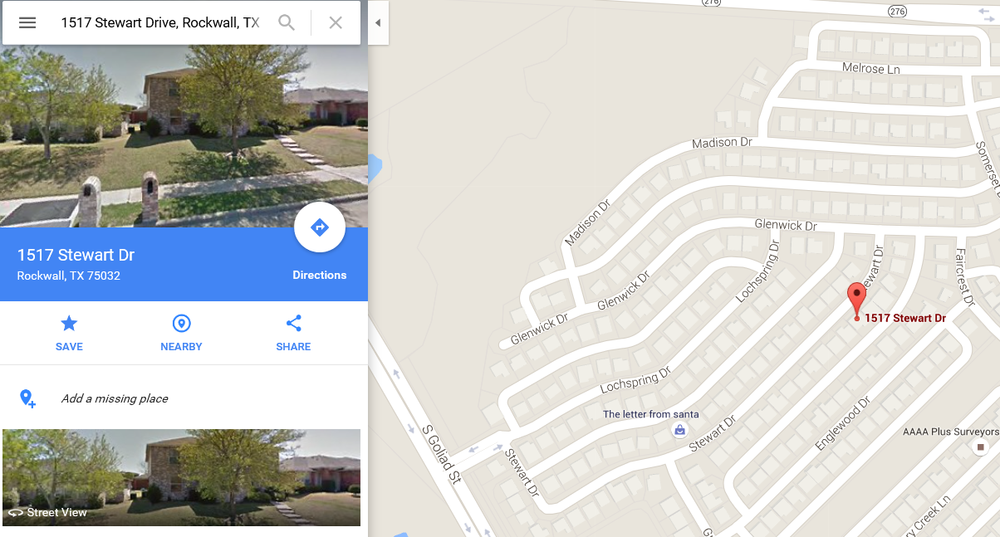 1517 Stewart Drive, Rockwall, TX
1517 Stewart Dr
Rockwall, TX 75032
Directions
SAVE
NEARBY
SHARE
Add a missing place
Street View
276
276
Melrose Ln
Madison Dr
Somerset D
Madison Dr
Glenwick Dr
Lochspring Dr
Stewart Dr
Faircrest Dr
Glenwick Dr
1517 Stewart Dr
Glenwick Dr
Lochspring Dr
The letter from santa
Stewart Dr
Englewood Dr
AAAA Plus Surveyors
S Goliad St
Stewart Dr
ry Creek Ln